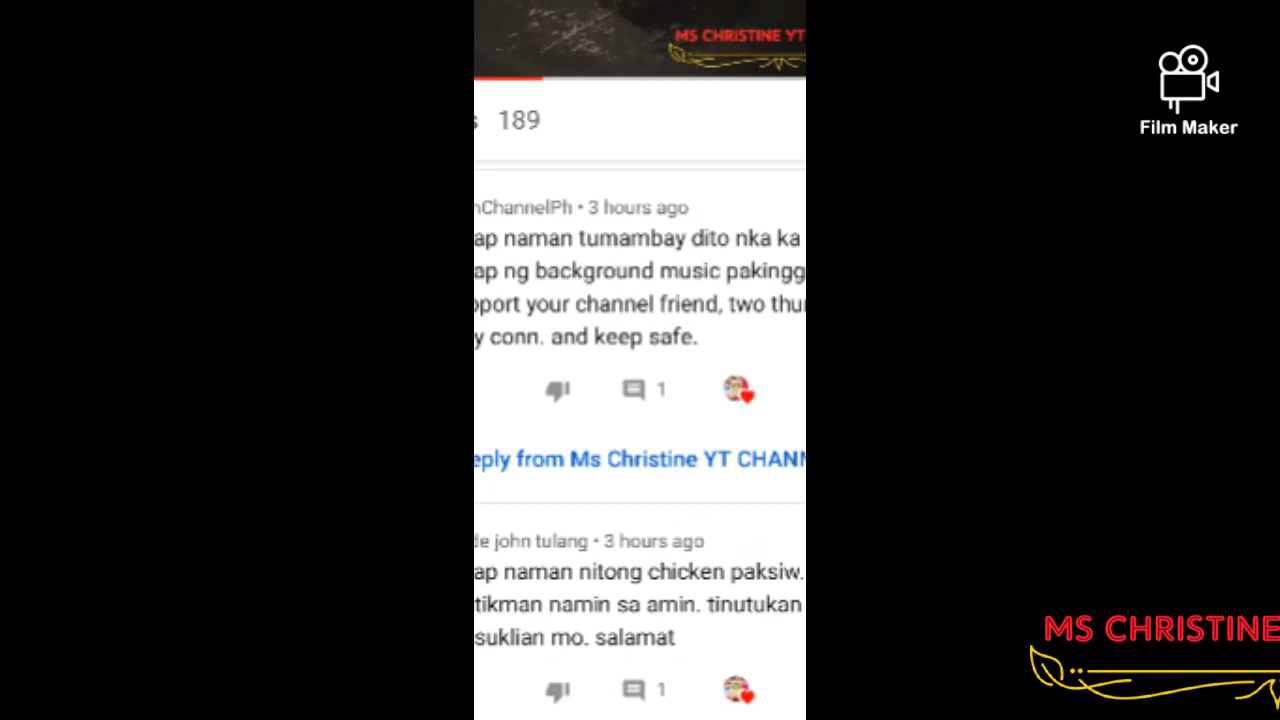 MS CHRISTINE YT
Film Maker
189
nChannelPh • 3 hours ago
ap naman tumambay dito nka ka
ap ng background music pakingg
pport your channel friend, two thu
y conn. and keep safe.
1
eply from Ms Christine YT CHANN
de john tulang • 3 hours ago
ap naman nitong chicken paksiw.
tikman namin sa amin. tinutukan
suklian mo. salamat
MS CHRISTINE
1